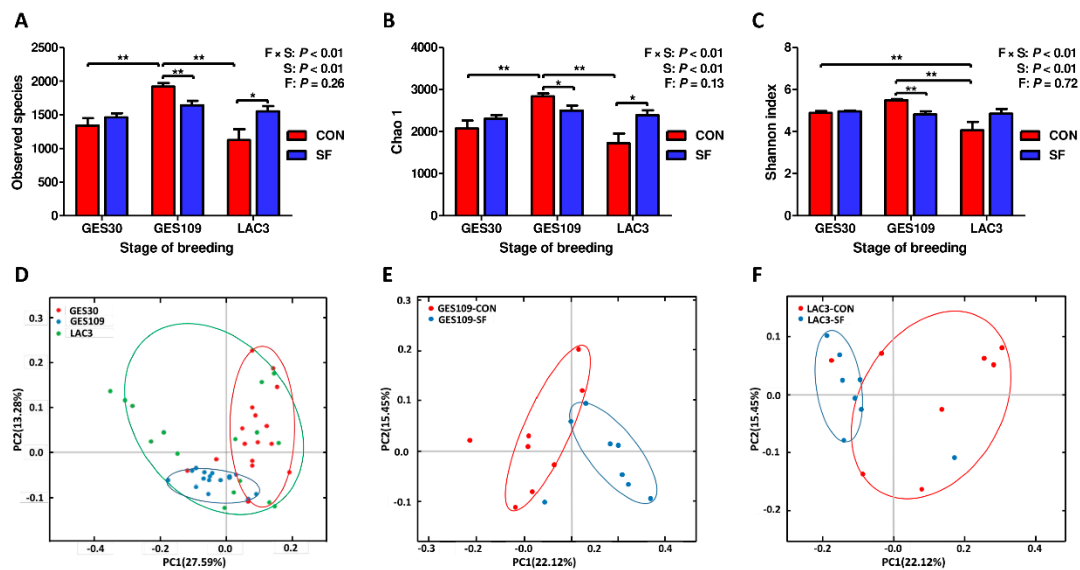 A
Observed species
2500
2000
1500
1000
500
0
**
**
**
*
F × S: P < 0.01
S: P < 0.01
F: P = 0.26
CON
SF
GES30
GES109
LAC3
Stage of breeding
B
Chao 1
4000
3000
2000
1000
0
**
**
*
*
F × S: P < 0.01
S: P < 0.01
F: P = 0.13
CON
SF
GES30
GES109
LAC3
Stage of breeding
C
Shannon index
8
6
4
2
0
**
**
**
F × S: P < 0.01
S: P < 0.01
F: P = 0.72
CON
SF
GES30
GES109
LAC3
Stage of breeding
D
GES30
GES109
LAC3
PC2(13.28%)
0.3
0.2
0.1
0.0
-0.1
-0.4
-0.2
0.0
0.2
PC1(27.59%)
E
GES109-CON
GES109-SF
PC2(15.45%)
0.3
0.2
0.1
0.0
-0.1
-0.3
-0.2
0.0
0.2
0.4
PC1(22.12%)
F
LAC3-CON
LAC3-SF
PC2(15.45%)
0.2
0.1
0.0
-0.1
-0.2
-0.2
0.0
0.2
0.4
PC1(22.12%)